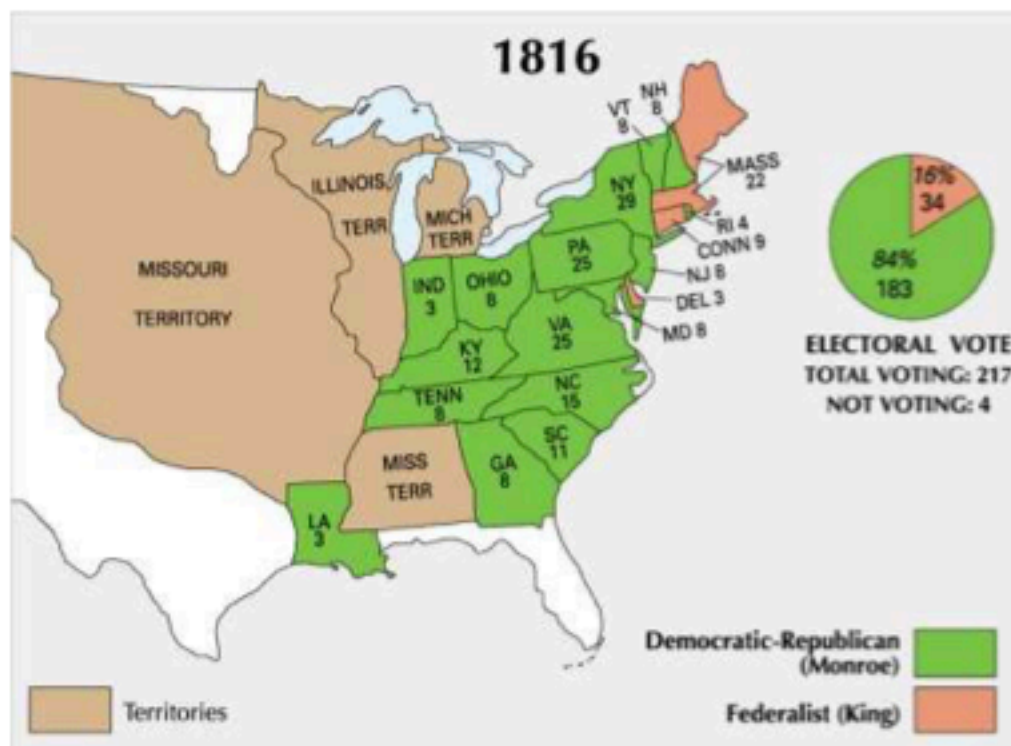 1816
NH
8
VT
8
MASS
22
NY
29
RI 4
CONN 9
ILLINOIS
TERR
MICH
TERR
PA
25
NJ 8
MISSOURI
TERRITORY
IND
3
OHIO
8
DEL 3
MD 8
VA
25
KY
12
TENN
8
NC
15
SC
11
MISS
TERR
GA
8
LA
3
16%
34
84%
183
ELECTORAL VOTE
TOTAL VOTING: 217
NOT VOTING: 4
Democratic-Republican
(Monroe)
Federalist (King)
Territories